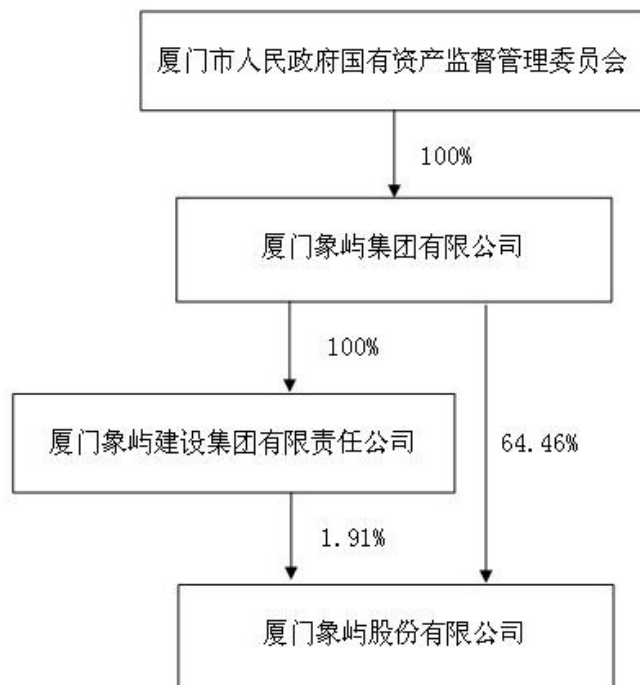 厦门市人民政府国有资产监督管理委员会
100%
厦门象屿集团有限公司
100%
厦门象屿建设集团有限责任公司
64.46%
1.91%
厦门象屿股份有限公司